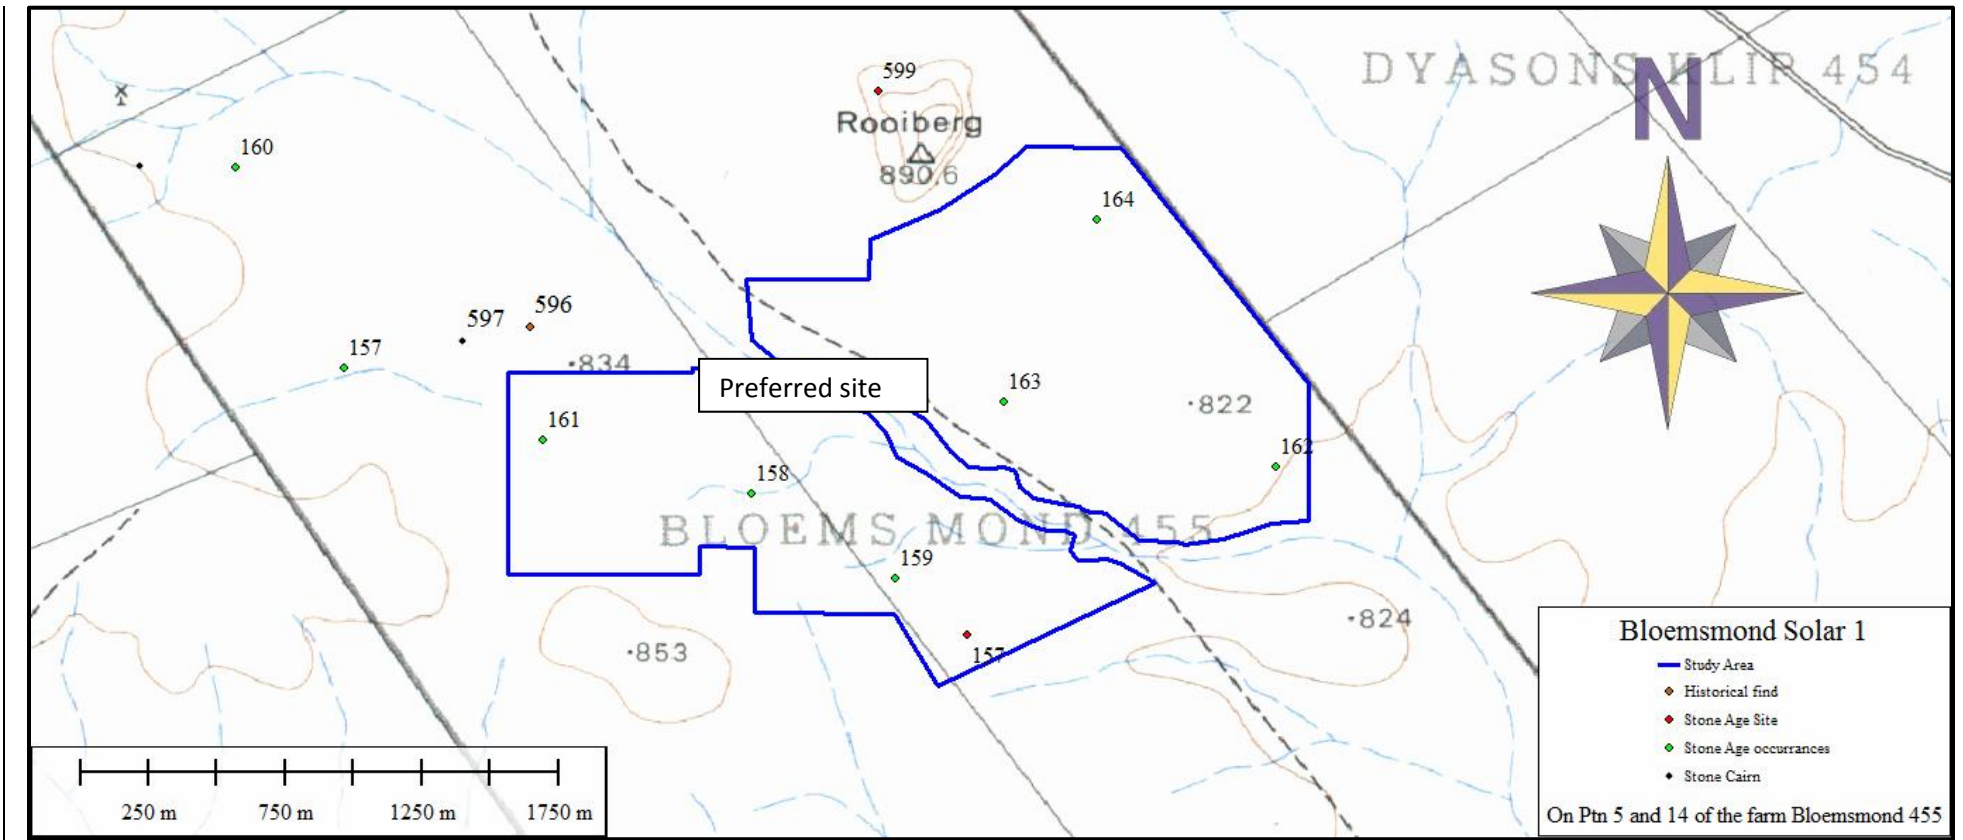 DYASONS KLIP 454
N
599
Rooiberg
890,6
160
164
596
597
157
·834
Preferred site
163
·822
161
162
158
BLOEMS MOND 455
159
157
·853
·824
Bloemsmond Solar 1
Study Area
Historical find
Stone Age Site
Stone Age occurrances
Stone Cairn
On Ptn 5 and 14 of the farm Bloemsmond 455
250 m 750 m 1250 m 1750 m